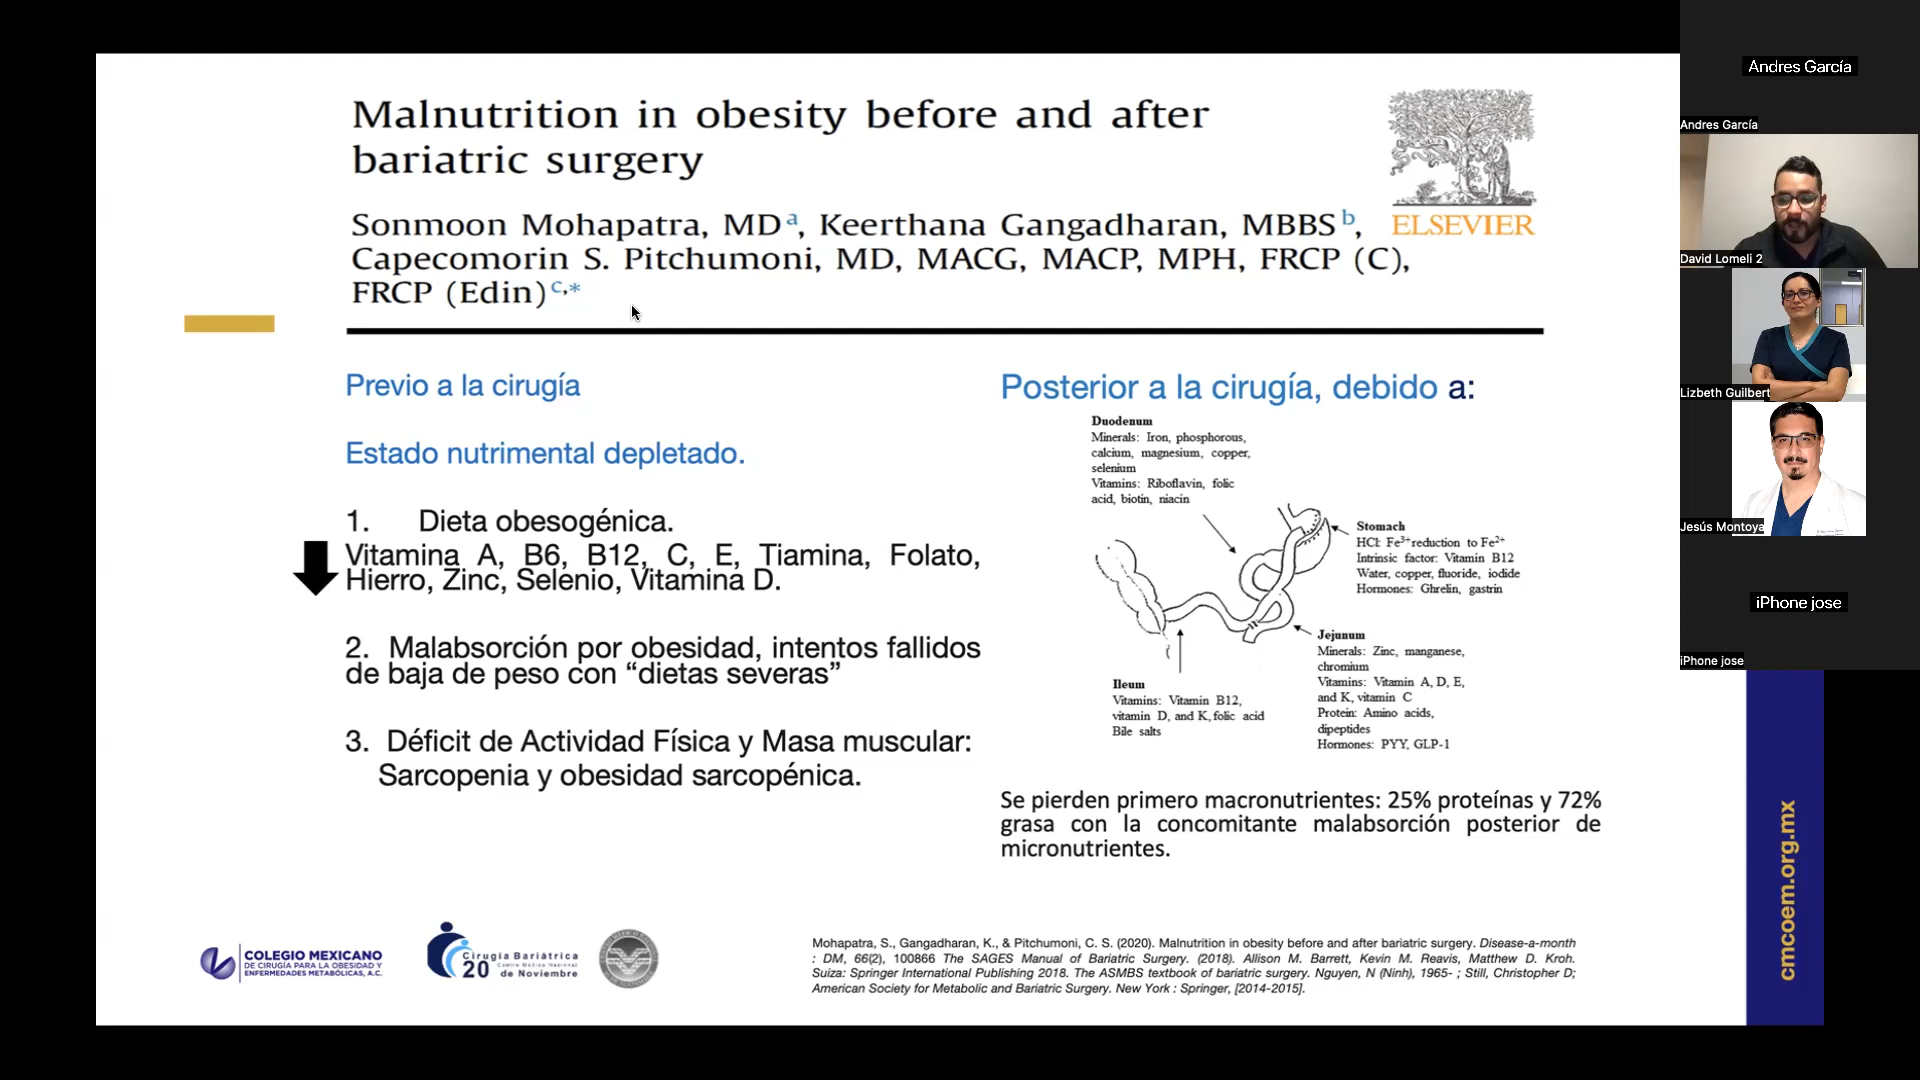 Malnutrition in obesity before and after
bariatric surgery
Sonmoon Mohapatra, MD a, Keerthana Gangadharan, MBBS b,
Capecomorin S. Pitchumoni, MD, MACG, MACP, MPH, FRCP (C),
FRCP (Edin) c,*
ELSEVIER
Previo a la cirugía
Estado nutrimental depletado.
1. Dieta obesogénica.
Vitamina A, B6, B12, C, E, Tiamina, Folato,
Hierro, Zinc, Selenio, Vitamina D.
2. Malabsorción por obesidad, intentos fallidos
de baja de peso con “dietas severas”
3. Déficit de Actividad Física y Masa muscular:
Sarcopenia y obesidad sarcopénica.
Posterior a la cirugía, debido a:
Duodenum
Minerals: Iron, phosphorous,
calcium, magnesium, copper,
selenium
Vitamins: Riboflavin, folic
acid, biotin, niacin
Stomach
HCl: Fe3+ reduction to Fe2+
Intrinsic factor: Vitamin B12
Water, copper, fluoride, iodide
Hormones: Ghrelin, gastrin
Jejunum
Minerals: Zinc, manganese,
chromium
Vitamins: Vitamin A, D, E,
and K, vitamin C
Protein: Amino acids,
dipeptides
Hormones: PYY, GLP-1
Ileum
Vitamins: Vitamin B12,
vitamin D, and K, folic acid
Bile salts
Se pierden primero macronutrientes: 25% proteínas y 72%
grasa con la concomitante malabsorción posterior de
micronutrientes.
COLEGIO MEXICANO
DE CIRUGÍA PARA LA OBESIDAD Y
ENFERMEDADES METABÓLICAS, A.C.
Cirugía Bariátrica
Centro Médico Nacional
20 de Noviembre
Mohapatra, S., Gangadharan, K., & Pitchumoni, C. S. (2020). Malnutrition in obesity before and after bariatric surgery. Disease-a-month
: DM, 66(2), 100866 The SAGES Manual of Bariatric Surgery. (2018). Allison M. Barrett, Kevin M. Reavis, Matthew D. Kroh.
Suiza: Springer International Publishing 2018. The ASMBS textbook of bariatric surgery. Nguyen, N (Ninh), 1965- ; Still, Christopher D;
American Society for Metabolic and Bariatric Surgery. New York : Springer, [2014-2015].
cmcoem.org.mx
Andres García
Andres García
David Lomeli 2
Lizbeth Guilbert
Jesús Montoya
iPhone jose
iPhone jose